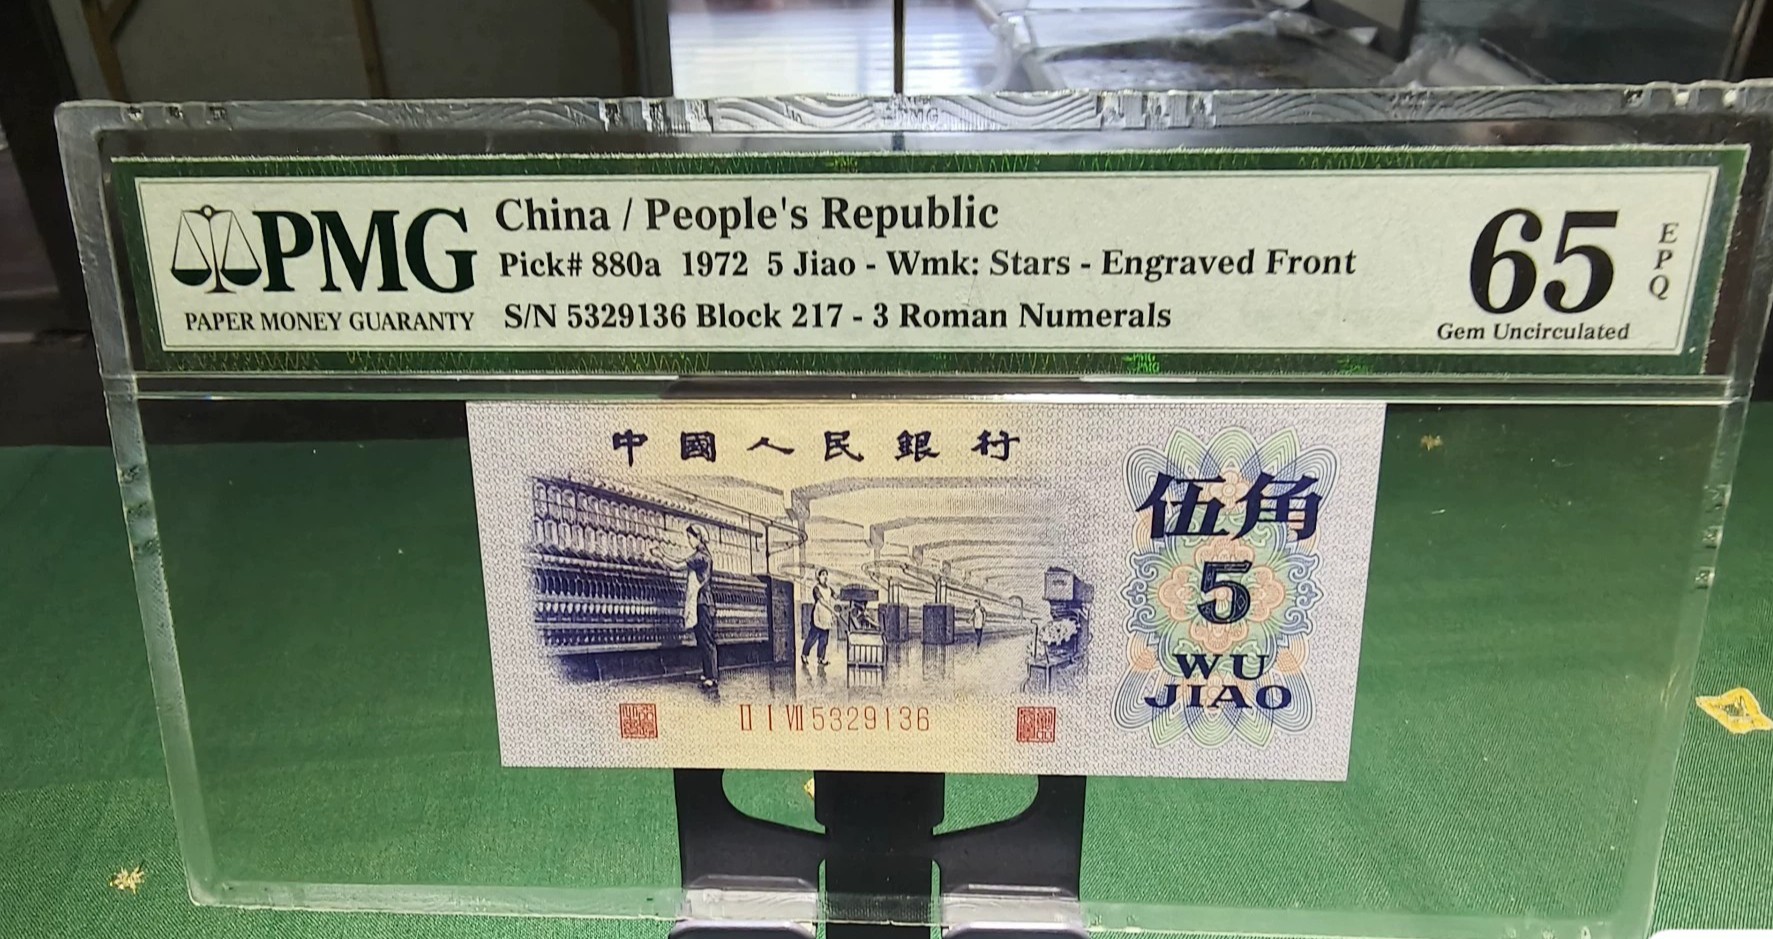 PMG
PAPER MONEY GUARANTY
China / People's Republic
Pick# 880a 1972 5 Jiao - Wmk: Stars - Engraved Front
S/N 5329136 Block 217 - 3 Roman Numerals
65
EPQ
Gem Uncirculated
中國人民銀行
伍角
5
WU
JIAO
II I VII 5329136